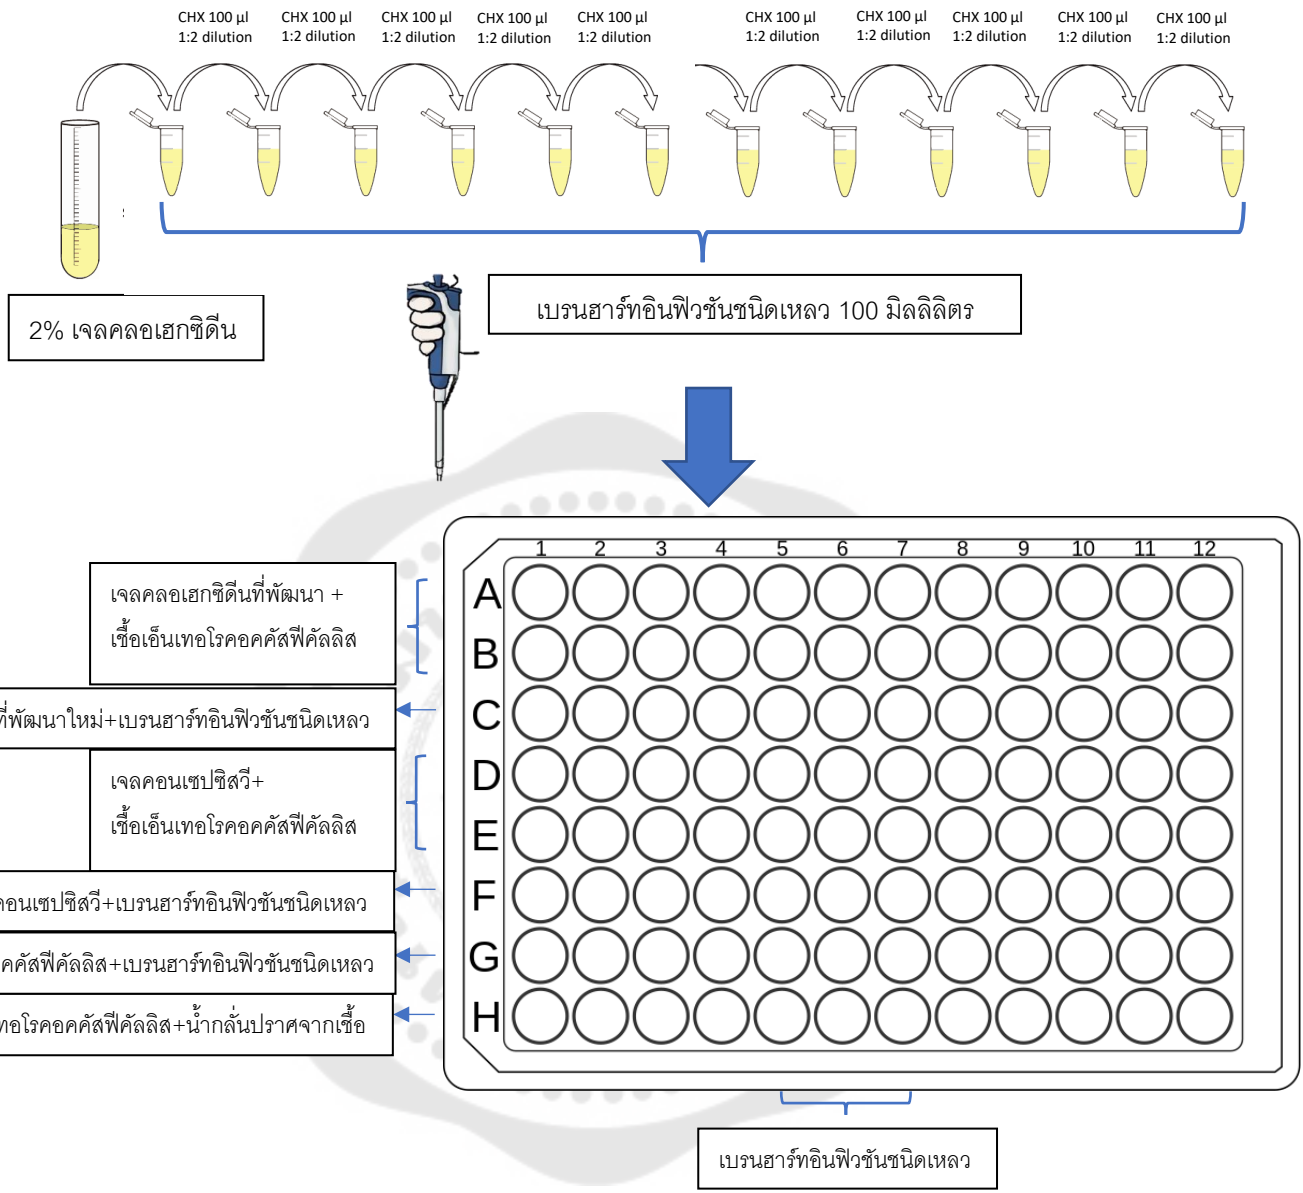 CHX 100 µl CHX 100 µl CHX 100 µl CHX 100 µl CHX 100 µl CHX 100 µl CHX 100 µl CHX 100 µl CHX 100 µl CHX 100 µl
1:2 dilution 1:2 dilution 1:2 dilution 1:2 dilution 1:2 dilution 1:2 dilution 1:2 dilution 1:2 dilution 1:2 dilution 1:2 dilution
2% เจลคลอเฮกซิดีน
เบรนฮาร์ทอินฟิวชันชนิดเหลว 100 มิลลิลิตร
1 2 3 4 5 6 7 8 9 10 11 12
A
B
C
D
E
F
G
H
เจลคลอเฮกซิดีนที่พัฒนา +
เชื้อเอ็นเทอโรคอคคัสฟีคัลลิส
ที่พัฒนาใหม่+เบรนฮาร์ทอินฟิวชันชนิดเหลว
เจลคอนเซปซิสวี+
เชื้อเอ็นเทอโรคอคคัสฟีคัลลิส
คอนเซปซิสวี+เบรนฮาร์ทอินฟิวชันชนิดเหลว
คคัสฟีคัลลิส+เบรนฮาร์ทอินฟิวชันชนิดเหลว
ทอโรคอคคัสฟีคัลลิส+น้ำกลั่นปราศจากเชื้อ
เบรนฮาร์ทอินฟิวชันชนิดเหลว